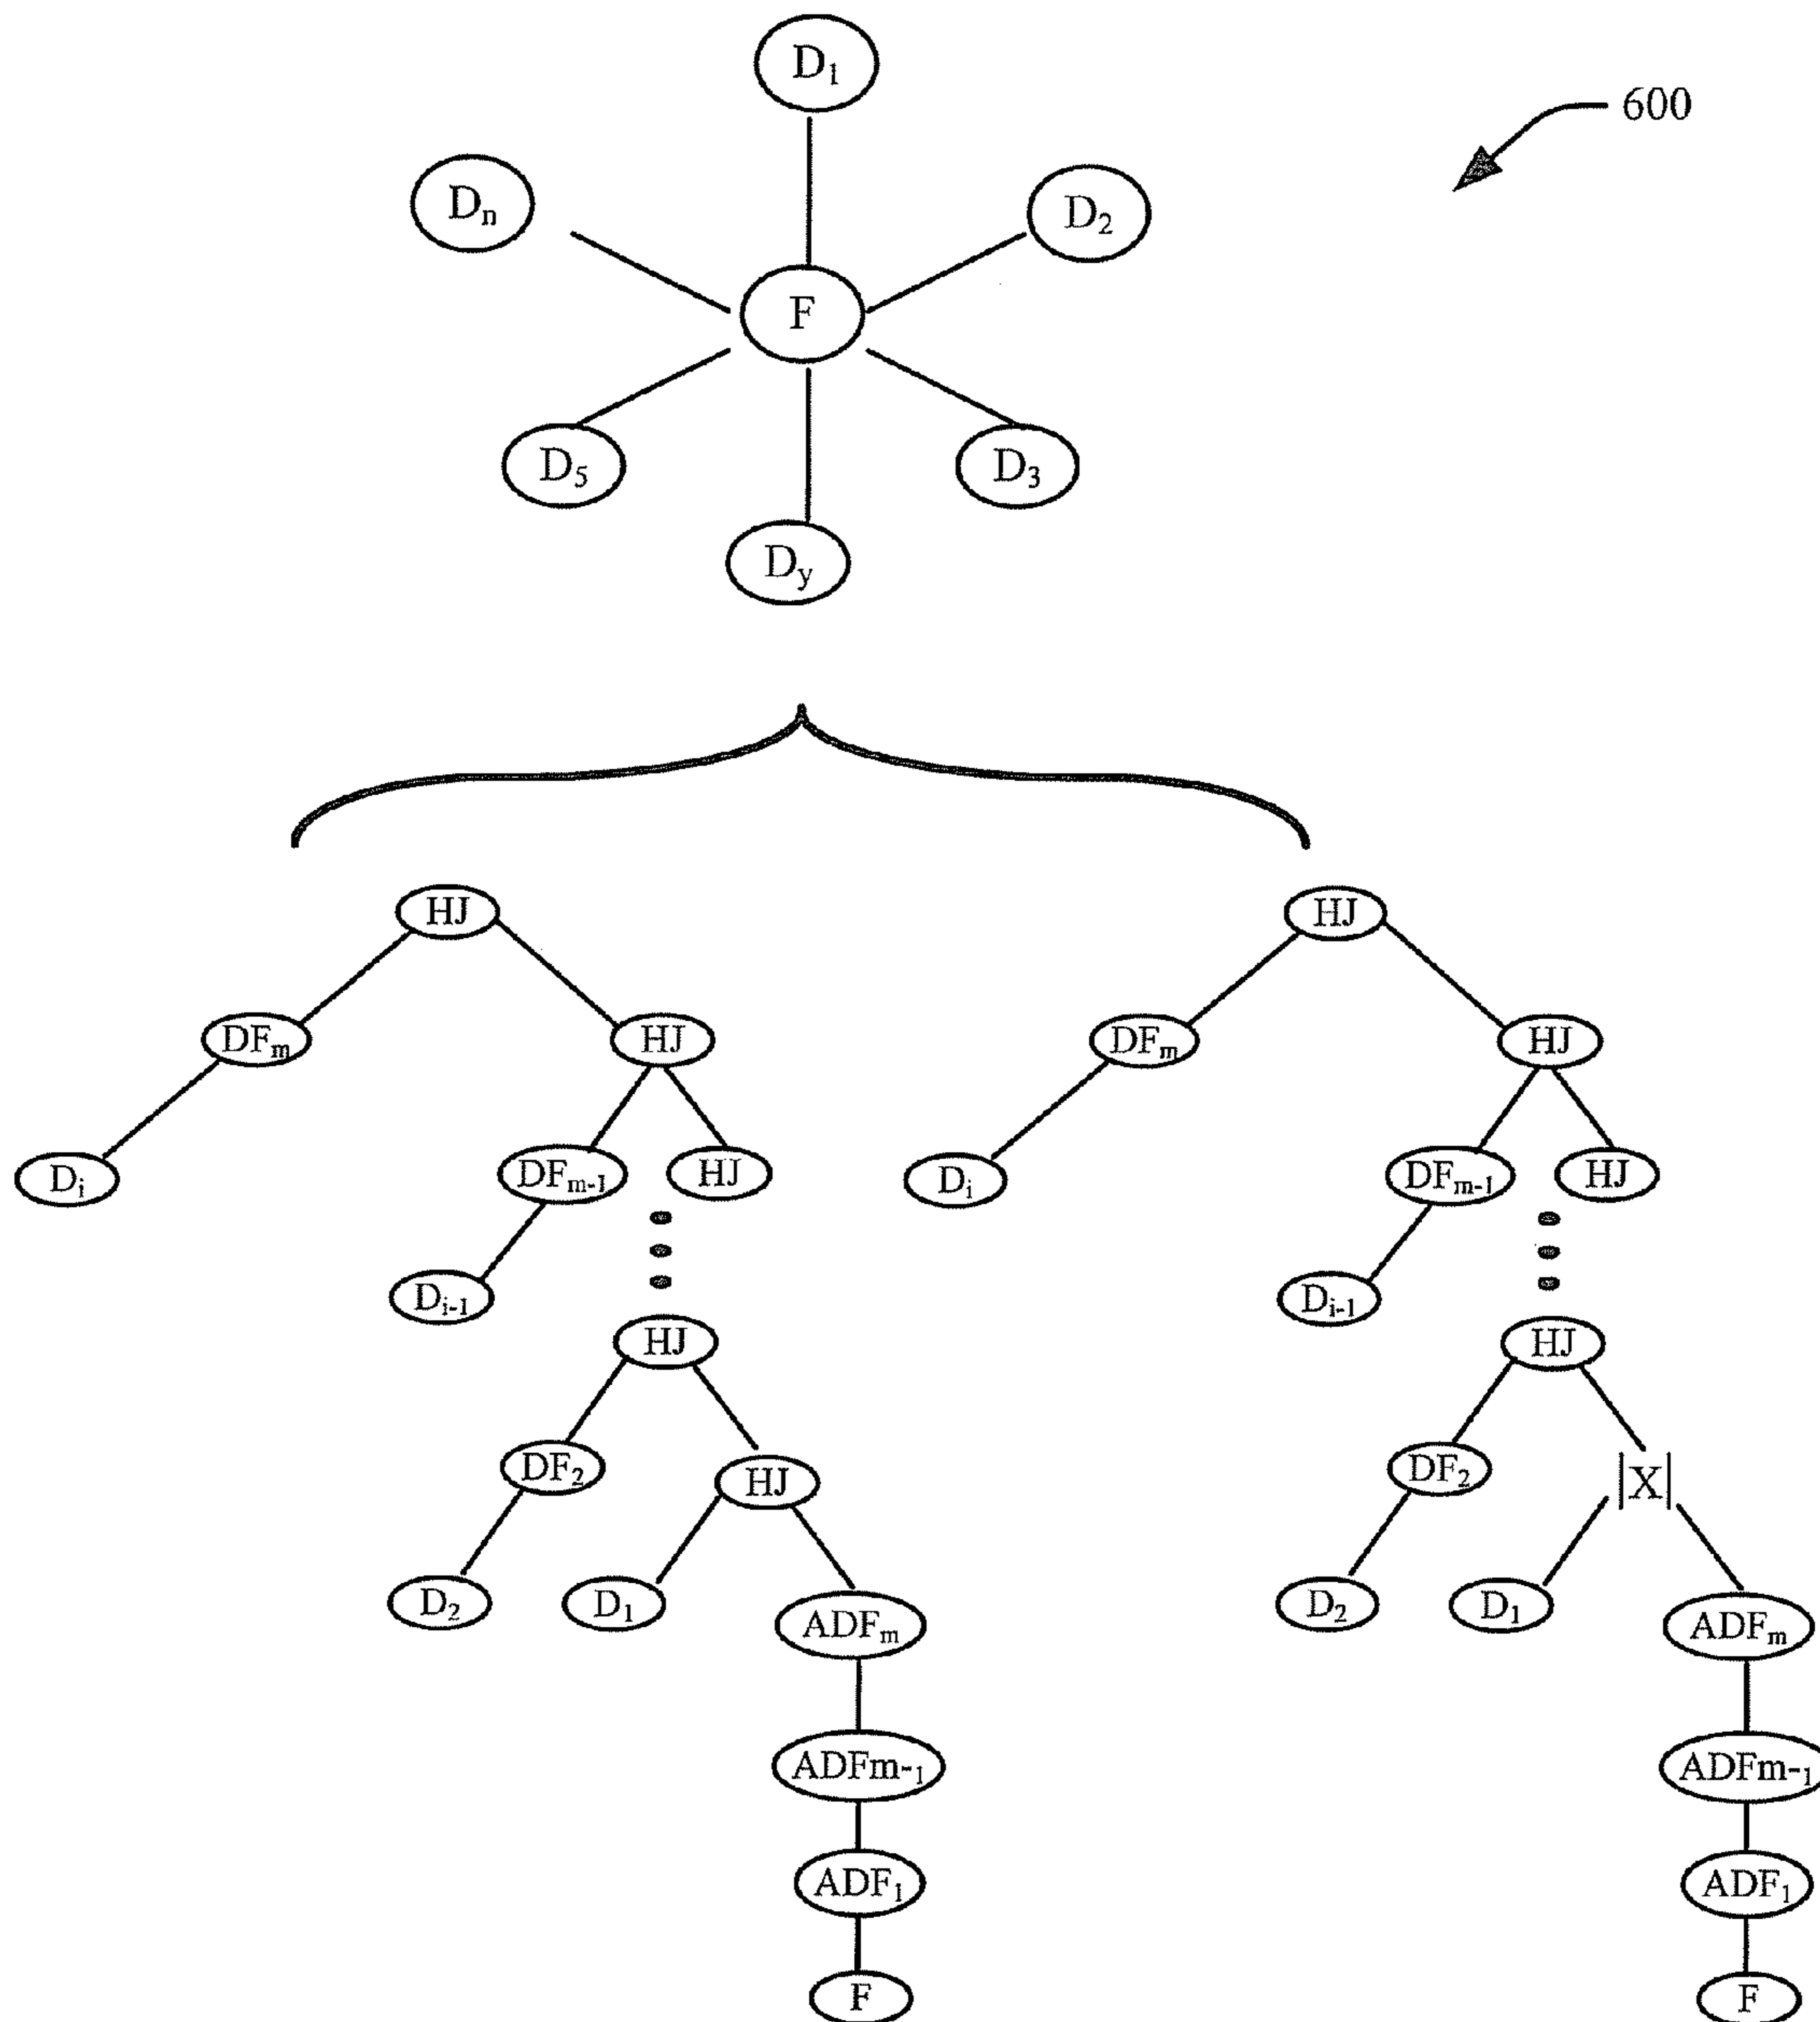 D₁
600
Dₙ
D₂
F
D₅
D₃
D_y
HJ HJ
DFₘ HJ DFₘ HJ
DFₘ₋₁ HJ DFₘ₋₁ HJ
Dᵢ Dᵢ
Dᵢ₋₁ Dᵢ₋₁
HJ HJ
DF₂ HJ DF₂ |X|
D₂ D₁ ADFₘ D₂ D₁ ADFₘ
ADFm-₁ ADFm-₁
ADF₁ ADF₁
F F